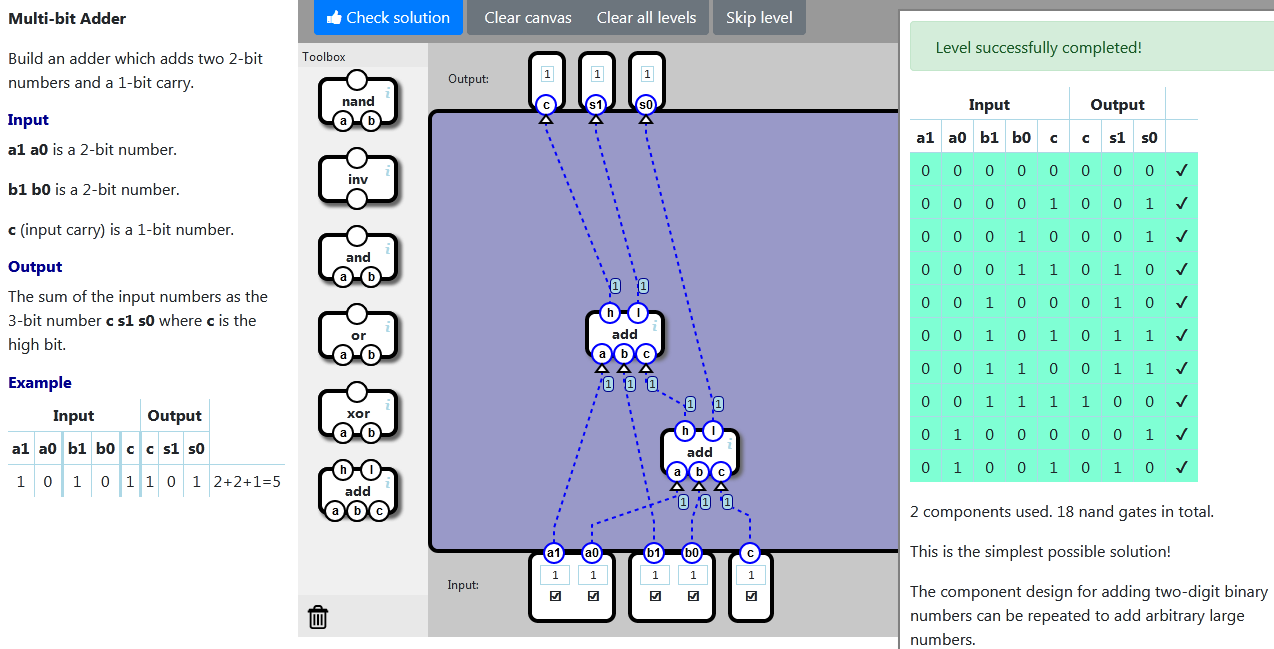 Multi-bit Adder
Build an adder which adds two 2-bit
numbers and a 1-bit carry.
Input
a1 a0 is a 2-bit number.
b1 b0 is a 2-bit number.
c (input carry) is a 1-bit number.
Output
The sum of the input numbers as the
3-bit number c s1 s0 where c is the
high bit.
Example
Input Output
a1 a0 b1 b0 c c s1 s0
1 0 1 0 1 1 0 1 2+2+1=5
Check solution Clear canvas Clear all levels Skip level
Toolbox
i
nand
a b
i
inv
i
and
a b
i
or
a b
i
xor
a b
h l
i
add
a b c
Output:
1 1 1
c s1 s0
1 1
h l
i
add
a b c
1 1 1
1 1
h l
i
add
a b c
1 1 1
a1 a0 b1 b0 c
Input:
1 1 1 1 1
Level successfully completed!
Input Output
a1 a0 b1 b0 c c s1 s0
0 0 0 0 0 0 0 0 ✓
0 0 0 0 1 0 0 1 ✓
0 0 0 1 0 0 0 1 ✓
0 0 0 1 1 0 1 0 ✓
0 0 1 0 0 0 1 0 ✓
0 0 1 0 1 0 1 1 ✓
0 0 1 1 0 0 1 1 ✓
0 0 1 1 1 1 0 0 ✓
0 1 0 0 0 0 0 1 ✓
0 1 0 0 1 0 1 0 ✓
2 components used. 18 nand gates in total.
This is the simplest possible solution!
The component design for adding two-digit binary
numbers can be repeated to add arbitrary large
numbers.